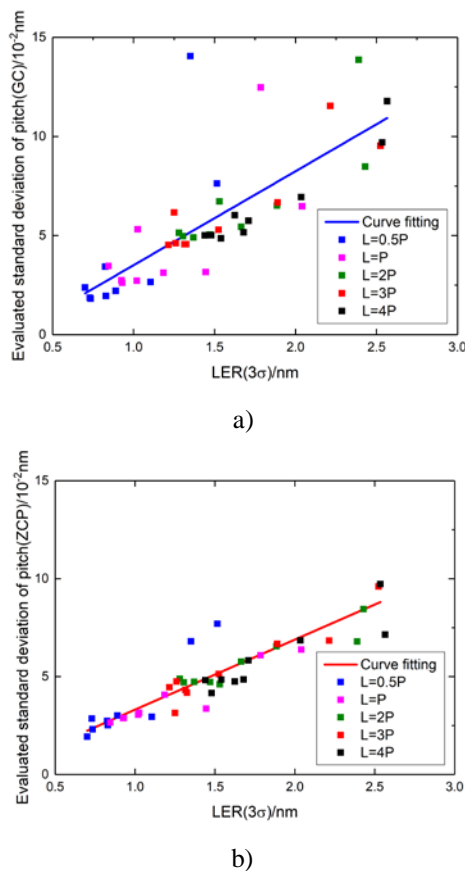 a
15
10
5
0
0.5 1.0 1.5 2.0 2.5 3.0
Evaluated standard deviation of pitch(GC)/10⁻²nm
LER(3σ)/nm
Curve fitting
L=0.5P
L=P
L=2P
L=3P
L=4P
a)
b
15
10
5
0
0.5 1.0 1.5 2.0 2.5 3.0
Evaluated standard deviation of pitch(ZCP)/10⁻²nm
LER(3σ)/nm
Curve fitting
L=0.5P
L=P
L=2P
L=3P
L=4P
b)